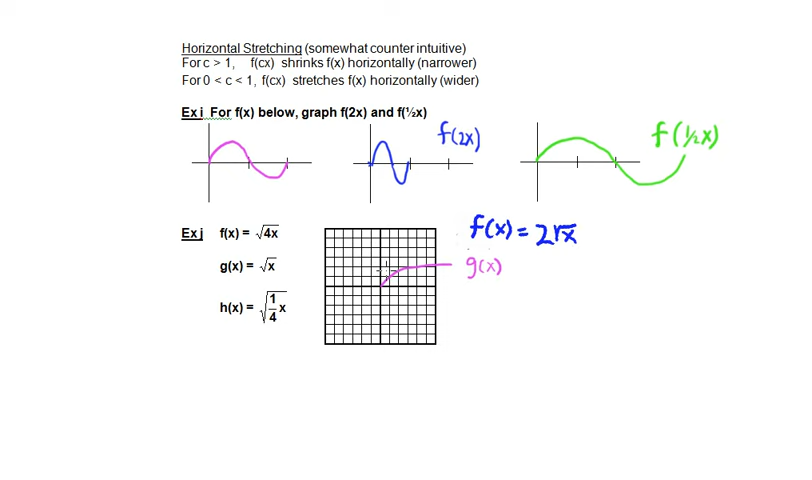 Horizontal Stretching (somewhat counter intuitive)
For c > 1, f(cx) shrinks f(x) horizontally (narrower)
For 0 < c < 1, f(cx) stretches f(x) horizontally (wider)
Ex i For f(x) below, graph f(2x) and f(½x)
f(2x)
f(1/2x)
Ex j f(x) = √4x
f(x) = 2√x
g(x) = √x
g(x)
h(x) = √1/4 x